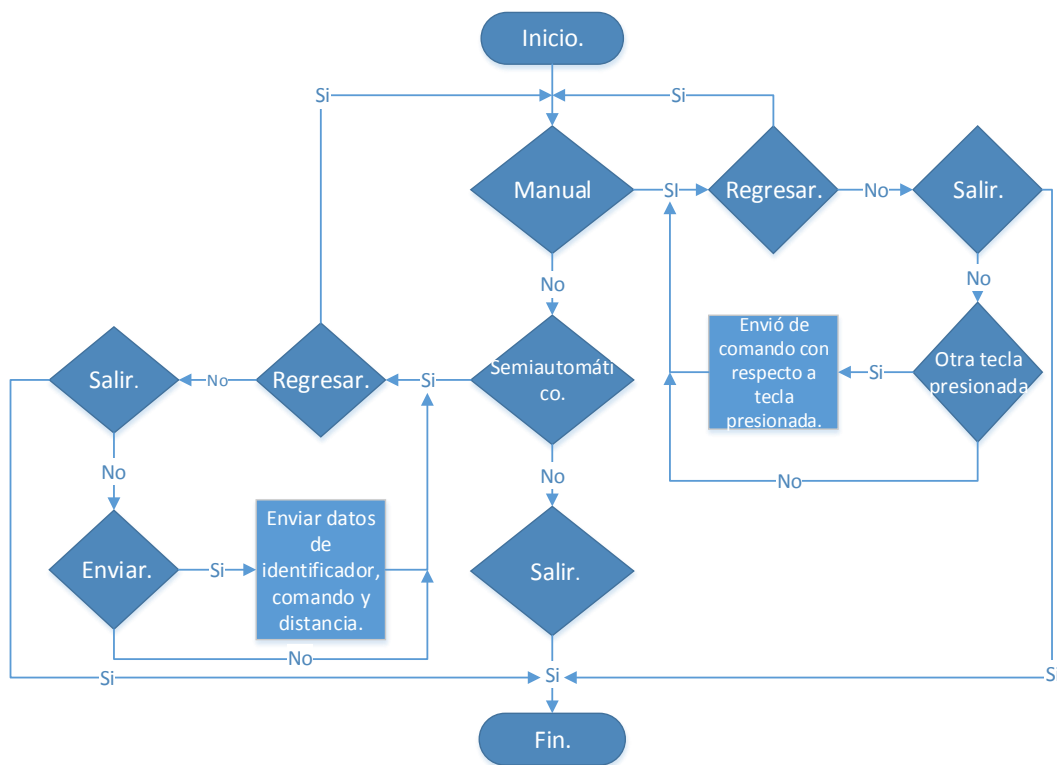 Inicio.
Si
Si
Manual
SI
Regresar.
No
Salir.
No
No
Envió de
comando con
respecto a
tecla
presionada.
Si
Otra tecla
presionada
Salir.
No
Regresar.
Si
Semiautomáti
co.
No
No
No
Enviar datos
de
identificador,
comando y
distancia.
Enviar.
Si
Salir.
No
Si
Si
Si
Fin.